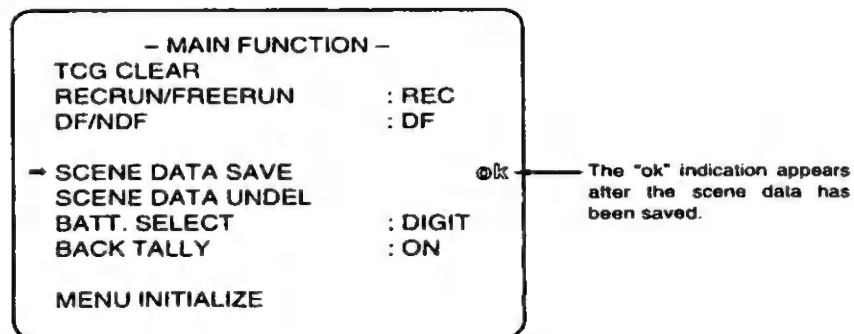 – MAIN FUNCTION –
TCG CLEAR
RECRUN/FREERUN : REC
DF/NDF : DF
→ SCENE DATA SAVE ok
SCENE DATA UNDEL
BATT. SELECT : DIGIT
BACK TALLY : ON
MENU INITIALIZE
The "ok" indication appears
after the scene data has
been saved.